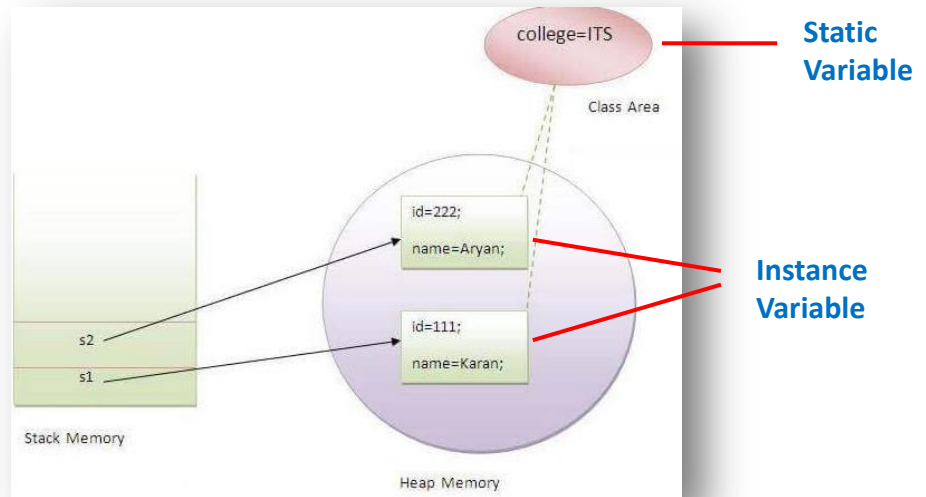 college=ITS
Static
Variable
Class Area
id=222;
name=Aryan;
Instance
Variable
id=111;
name=Karan;
s2
s1
Stack Memory
Heap Memory